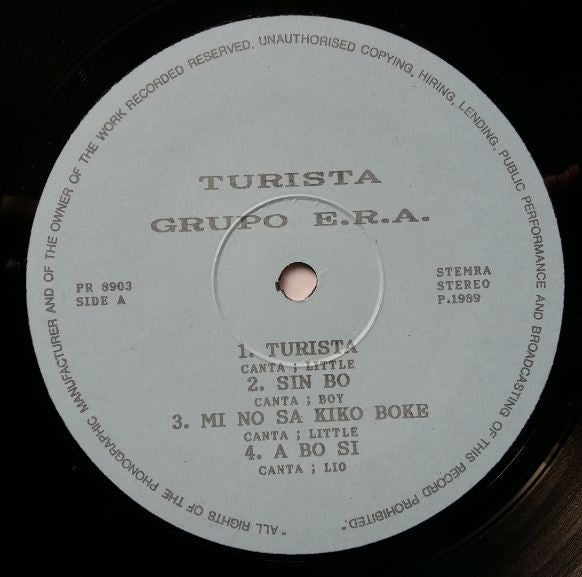 "ALL RIGHTS OF THE PHONOGRAPHIC MANUFACTURER AND OF THE OWNER OF THE WORK RECORDED RESERVED. UNAUTHORISED COPYING, HIRING, LENDING, PUBLIC PERFORMANCE AND BROADCASTING OF THIS RECORD PROHIBITED."
TURISTA
GRUPO E.R.A.
PR 8903
SIDE A
STEMRA
STEREO
P.1989
1. TURISTA
CANTA ; LITTLE
2. SIN BO
CANTA ; BOY
3. MI NO SA KIKO BOKE
CANTA ; LITTLE
4. A BO SI
CANTA ; LIO